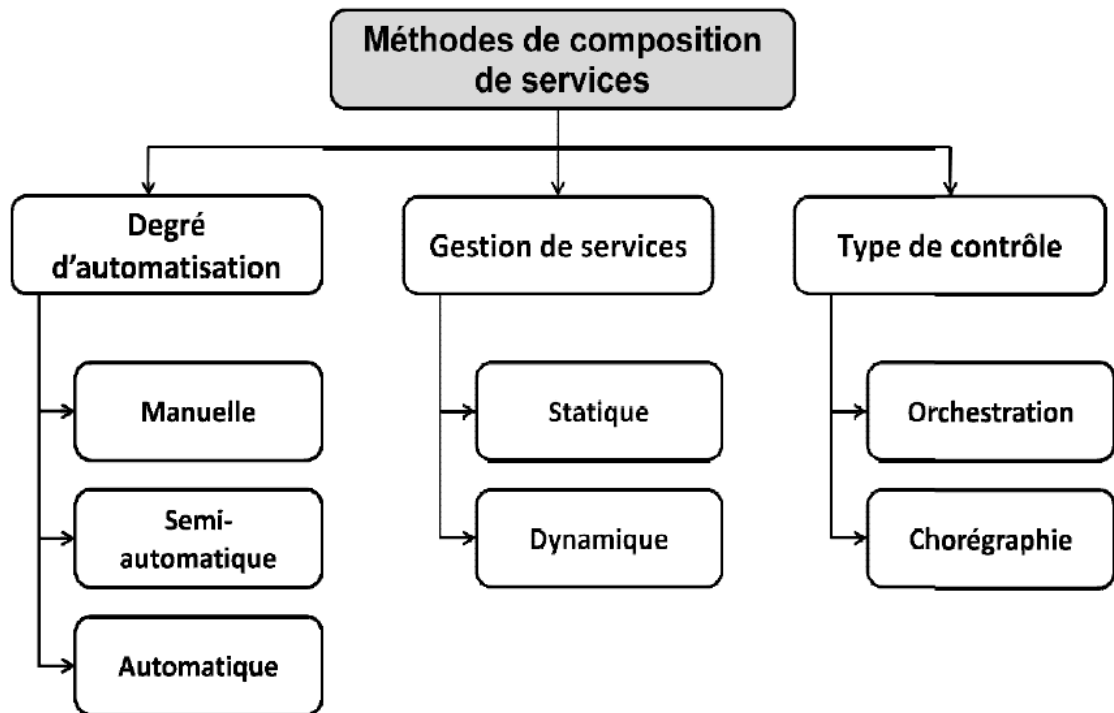 Méthodes de composition
de services
Degré
d’automatisation
Gestion de services
Type de contrôle
Manuelle
Statique
Orchestration
Semi-
automatique
Dynamique
Chorégraphie
Automatique